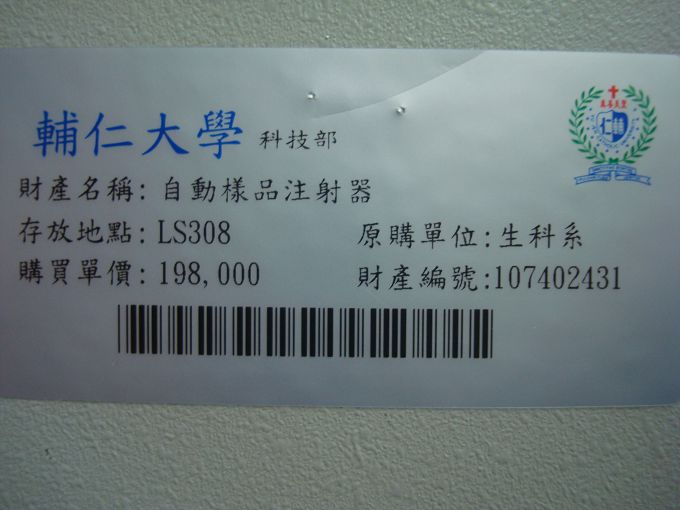 輔仁大學 科技部
財產名稱: 自動樣品注射器
存放地點: LS308 原購單位:生科系
購買單價: 198,000 財產編號:107402431